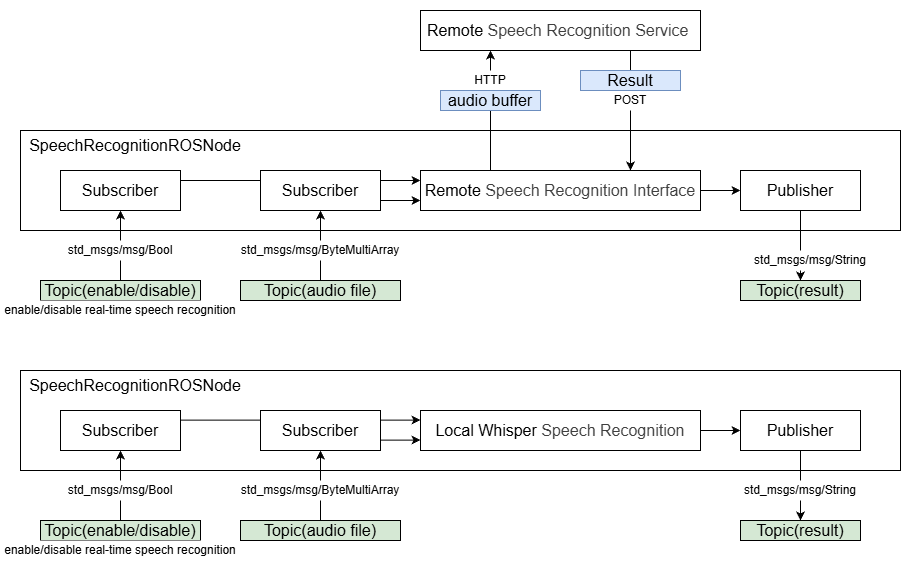 Remote Speech Recognition Service
HTTP
Result
audio buffer
POST
SpeechRecognitionROSNode
Subscriber
Subscriber
Remote Speech Recognition Interface
Publisher
std_msgs/msg/Bool
std_msgs/msg/ByteMultiArray
std_msgs/msg/String
Topic(enable/disable)
Topic(audio file)
Topic(result)
enable/disable real-time speech recognition
SpeechRecognitionROSNode
Subscriber
Subscriber
Local Whisper Speech Recognition
Publisher
std_msgs/msg/Bool
std_msgs/msg/ByteMultiArray
std_msgs/msg/String
Topic(enable/disable)
Topic(audio file)
Topic(result)
enable/disable real-time speech recognition